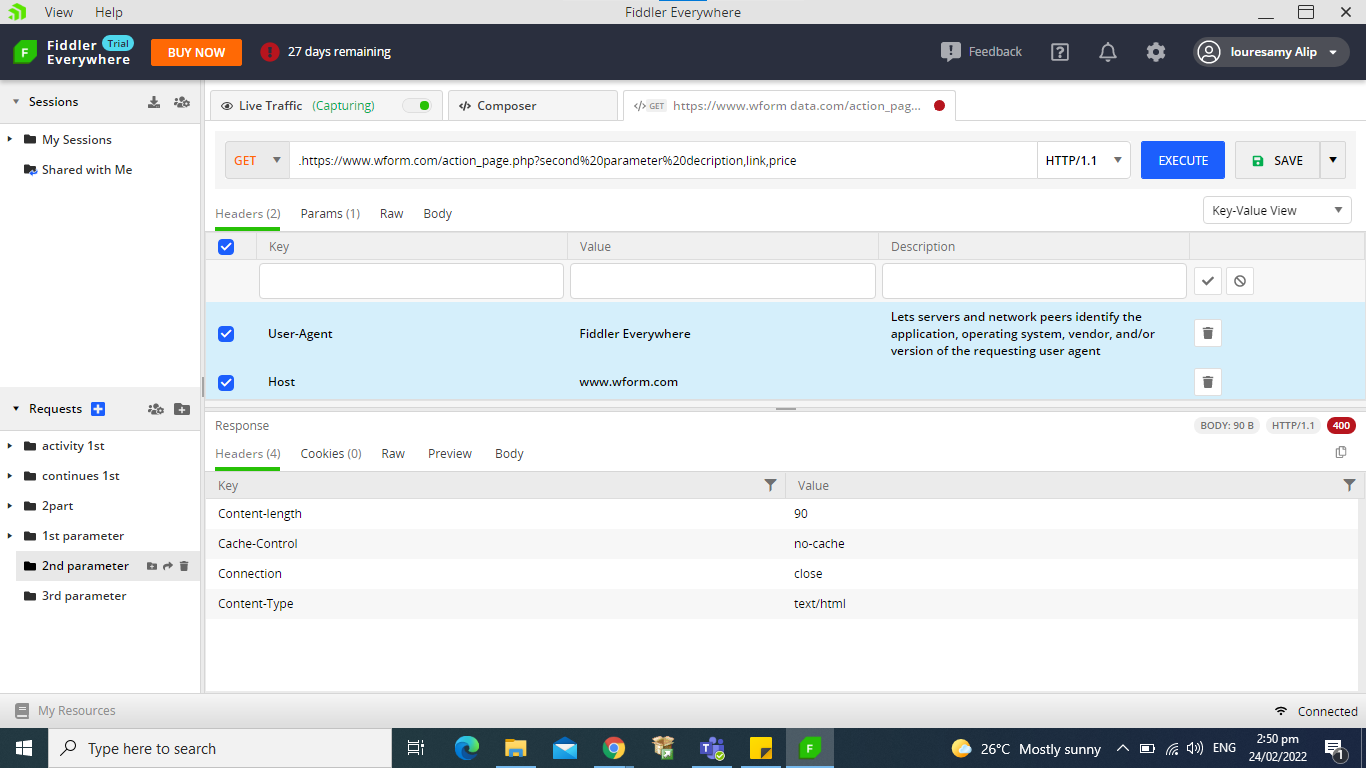 View Help Fiddler Everywhere
Fiddler Everywhere Trial BUY NOW 27 days remaining Feedback louresamy Alip
Sessions
My Sessions
Shared with Me
Requests
activity 1st
continues 1st
2part
1st parameter
2nd parameter
3rd parameter
Live Traffic (Capturing) Composer GET https://www.wform data.com/action_pag...
GET .https://www.wform.com/action_page.php?second%20parameter%20decription,link,price HTTP/1.1 EXECUTE SAVE
Headers (2) Params (1) Raw Body Key-Value View
Key Value Description
User-Agent Fiddler Everywhere Lets servers and network peers identify the
application, operating system, vendor, and/or
version of the requesting user agent
Host www.wform.com
Response BODY: 90 B HTTP/1.1 400
Headers (4) Cookies (0) Raw Preview Body
Key Value
Content-length 90
Cache-Control no-cache
Connection close
Content-Type text/html
My Resources Connected
Type here to search 26°C Mostly sunny ENG 2:50 pm
24/02/2022 1